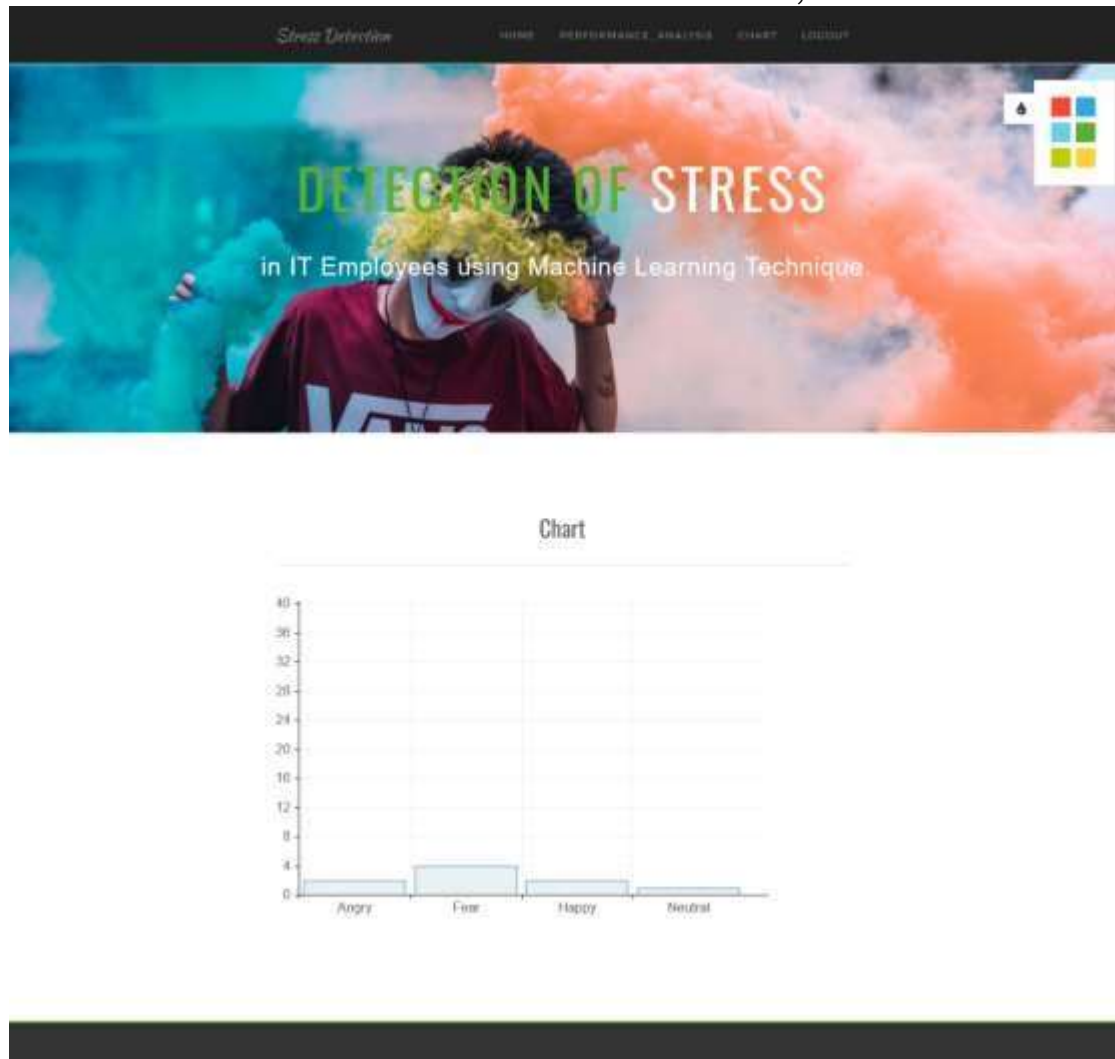 Stress Detection
HOME PERFORMANCE_ANALYSIS CHART LOGOUT
DETECTION OF STRESS
in IT Employees using Machine Learning Technique.
VANS
Chart
40
36
32
28
24
20
16
12
8
4
0
Angry Fear Happy Neutral